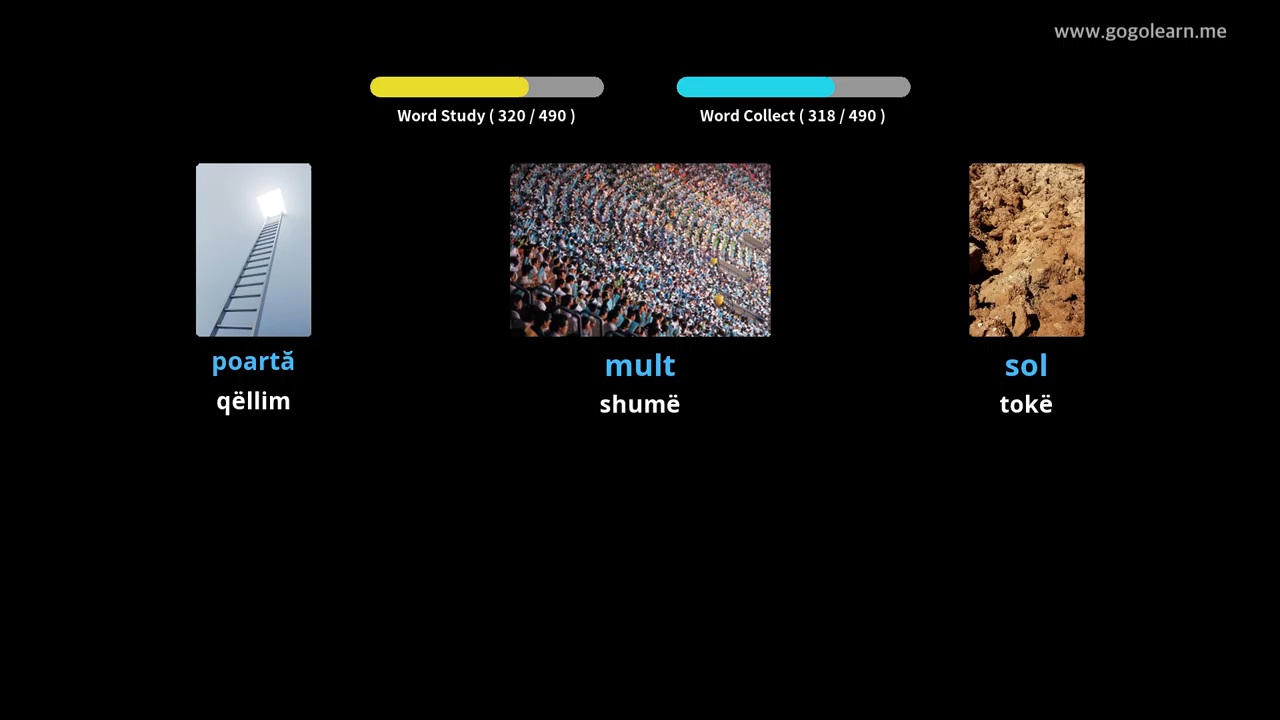 www.gogolearn.me
Word Study ( 320 / 490 )
Word Collect ( 318 / 490 )
poartă
qëllim
mult
shumë
sol
tokë